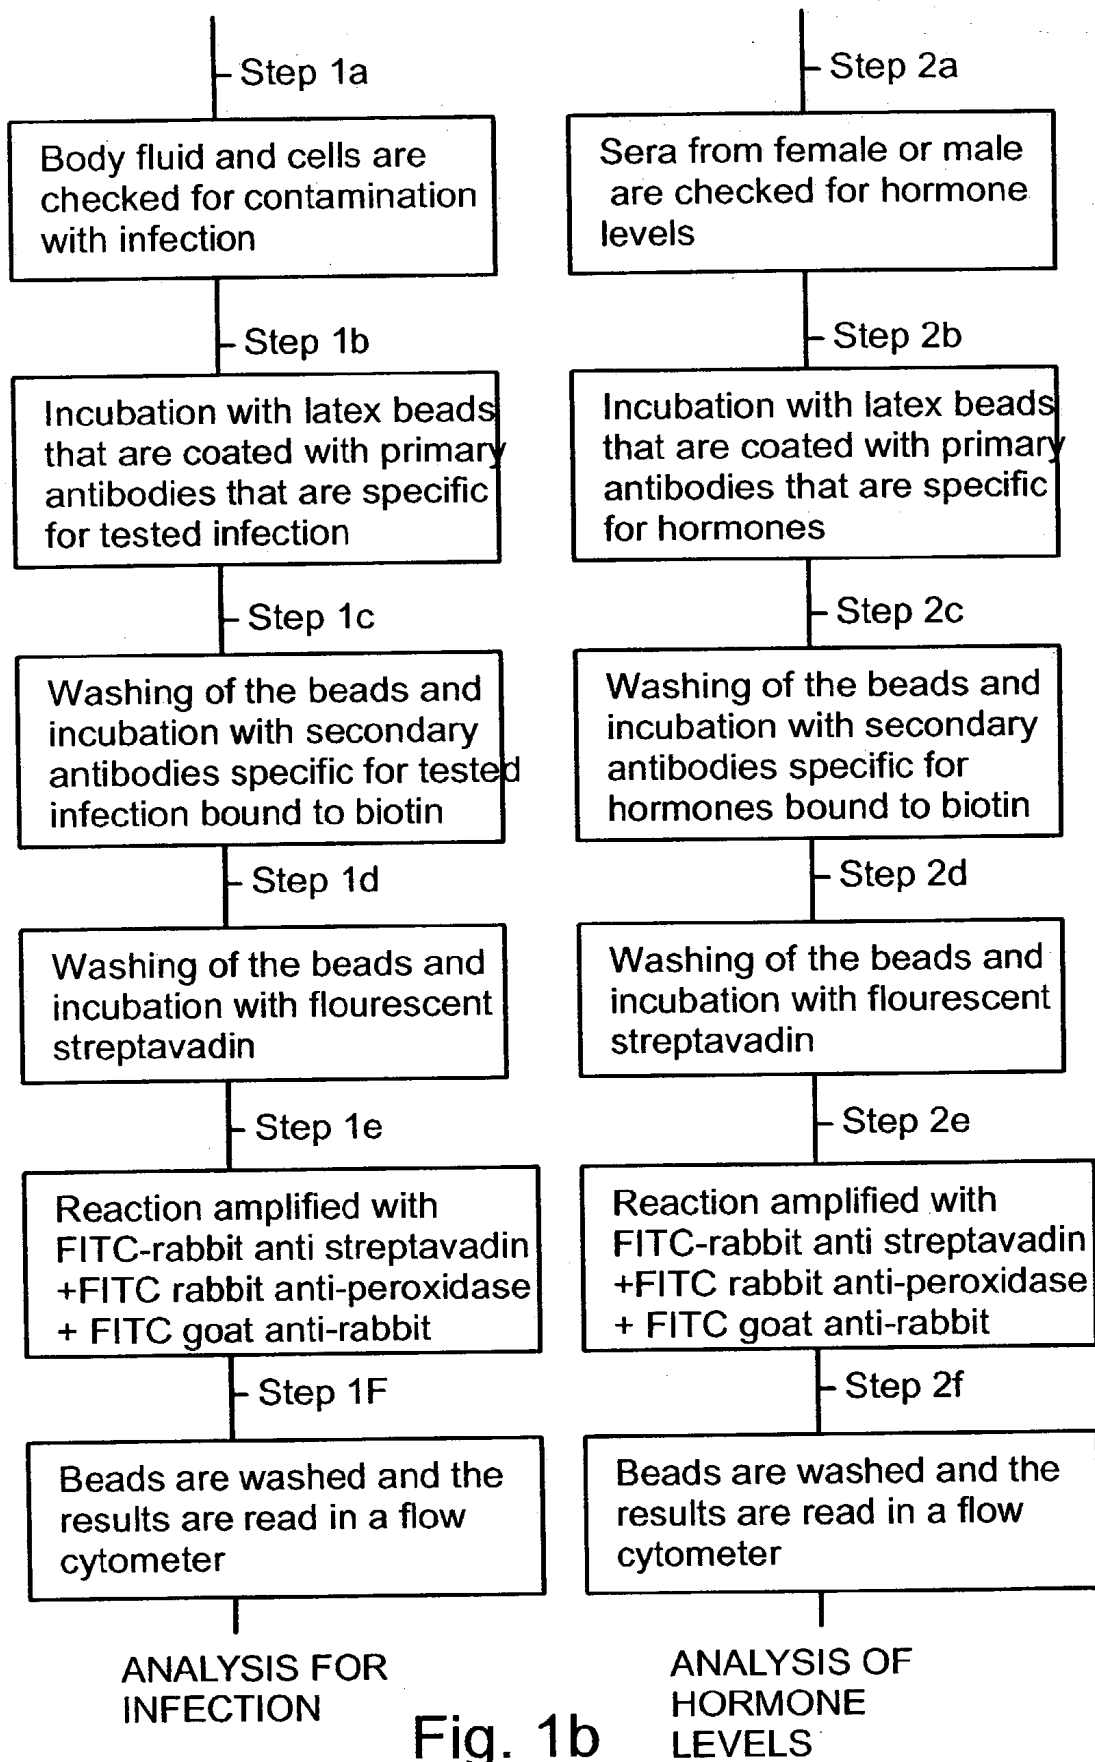 Step 1a
Body fluid and cells are
checked for contamination
with infection
Step 1b
Incubation with latex beads
that are coated with primary
antibodies that are specific
for tested infection
Step 1c
Washing of the beads and
incubation with secondary
antibodies specific for tested
infection bound to biotin
Step 1d
Washing of the beads and
incubation with flourescent
streptavadin
Step 1e
Reaction amplified with
FITC-rabbit anti streptavadin
+FITC rabbit anti-peroxidase
+ FITC goat anti-rabbit
Step 1F
Beads are washed and the
results are read in a flow
cytometer
ANALYSIS FOR
INFECTION
Step 2a
Sera from female or male
are checked for hormone
levels
Step 2b
Incubation with latex beads
that are coated with primary
antibodies that are specific
for hormones
Step 2c
Washing of the beads and
incubation with secondary
antibodies specific for
hormones bound to biotin
Step 2d
Washing of the beads and
incubation with flourescent
streptavadin
Step 2e
Reaction amplified with
FITC-rabbit anti streptavadin
+FITC rabbit anti-peroxidase
+ FITC goat anti-rabbit
Step 2f
Beads are washed and the
results are read in a flow
cytometer
ANALYSIS OF
HORMONE
LEVELS
Fig. 1b